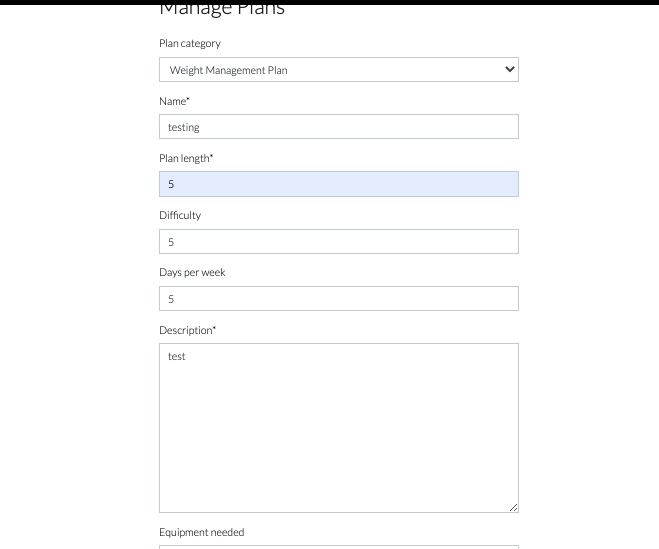 Manage Plans
Plan category
Weight Management Plan
Name*
testing
Plan length*
5
Difficulty
5
Days per week
5
Description*
test
Equipment needed